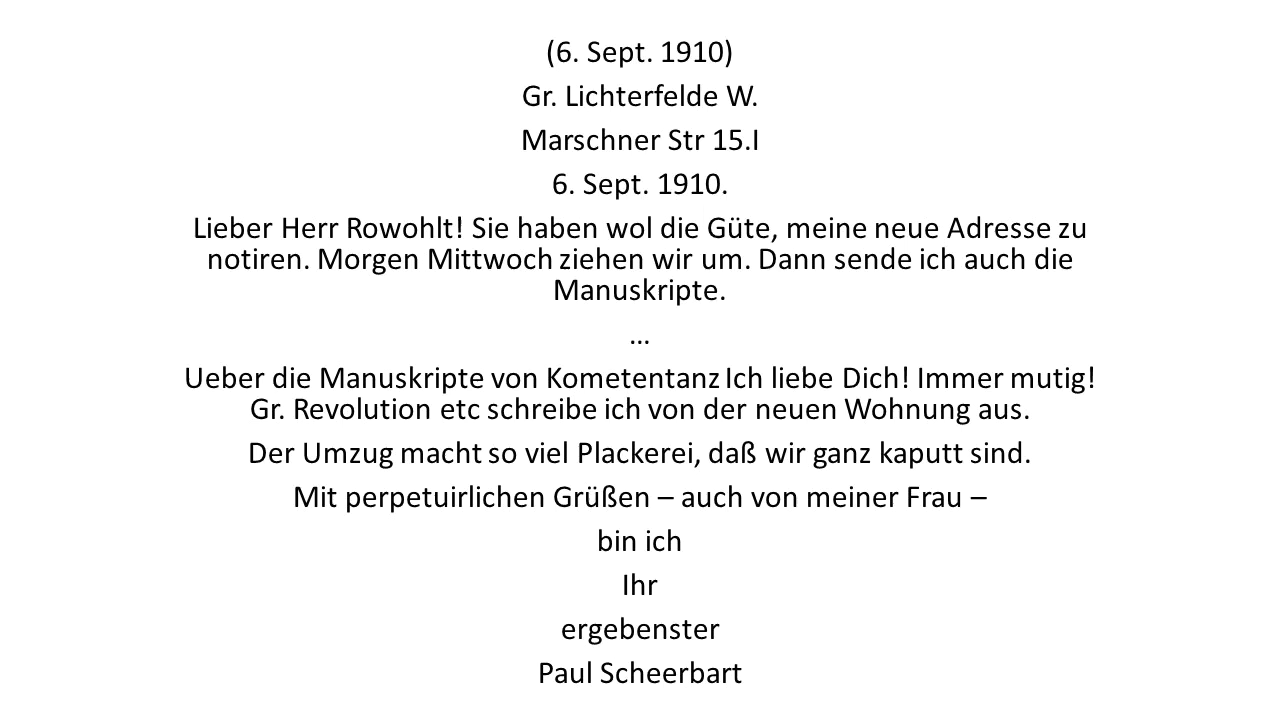 (6. Sept. 1910)
Gr. Lichterfelde W.
Marschner Str 15.I
6. Sept. 1910.
Lieber Herr Rowohlt! Sie haben wol die Güte, meine neue Adresse zu
notiren. Morgen Mittwoch ziehen wir um. Dann sende ich auch die
Manuskripte.
...
Ueber die Manuskripte von Kometentanz Ich liebe Dich! Immer mutig!
Gr. Revolution etc schreibe ich von der neuen Wohnung aus.
Der Umzug macht so viel Plackerei, daß wir ganz kaputt sind.
Mit perpetuirlichen Grüßen – auch von meiner Frau –
bin ich
Ihr
ergebenster
Paul Scheerbart